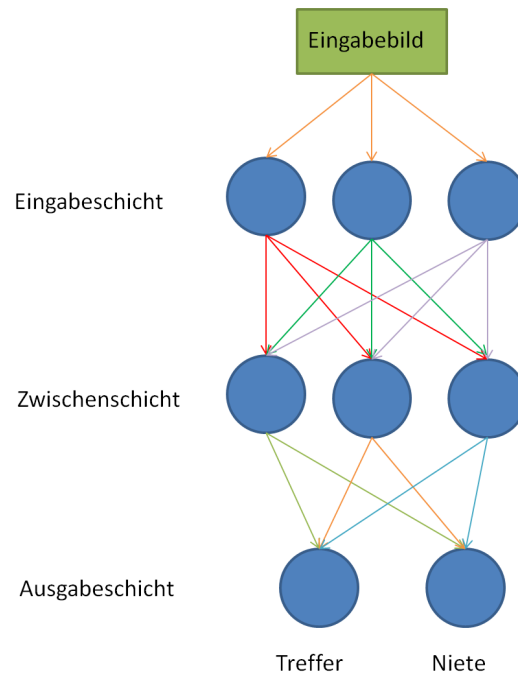 Eingabebild
Eingabeschicht
Zwischenschicht
Ausgabeschicht
Treffer Niete